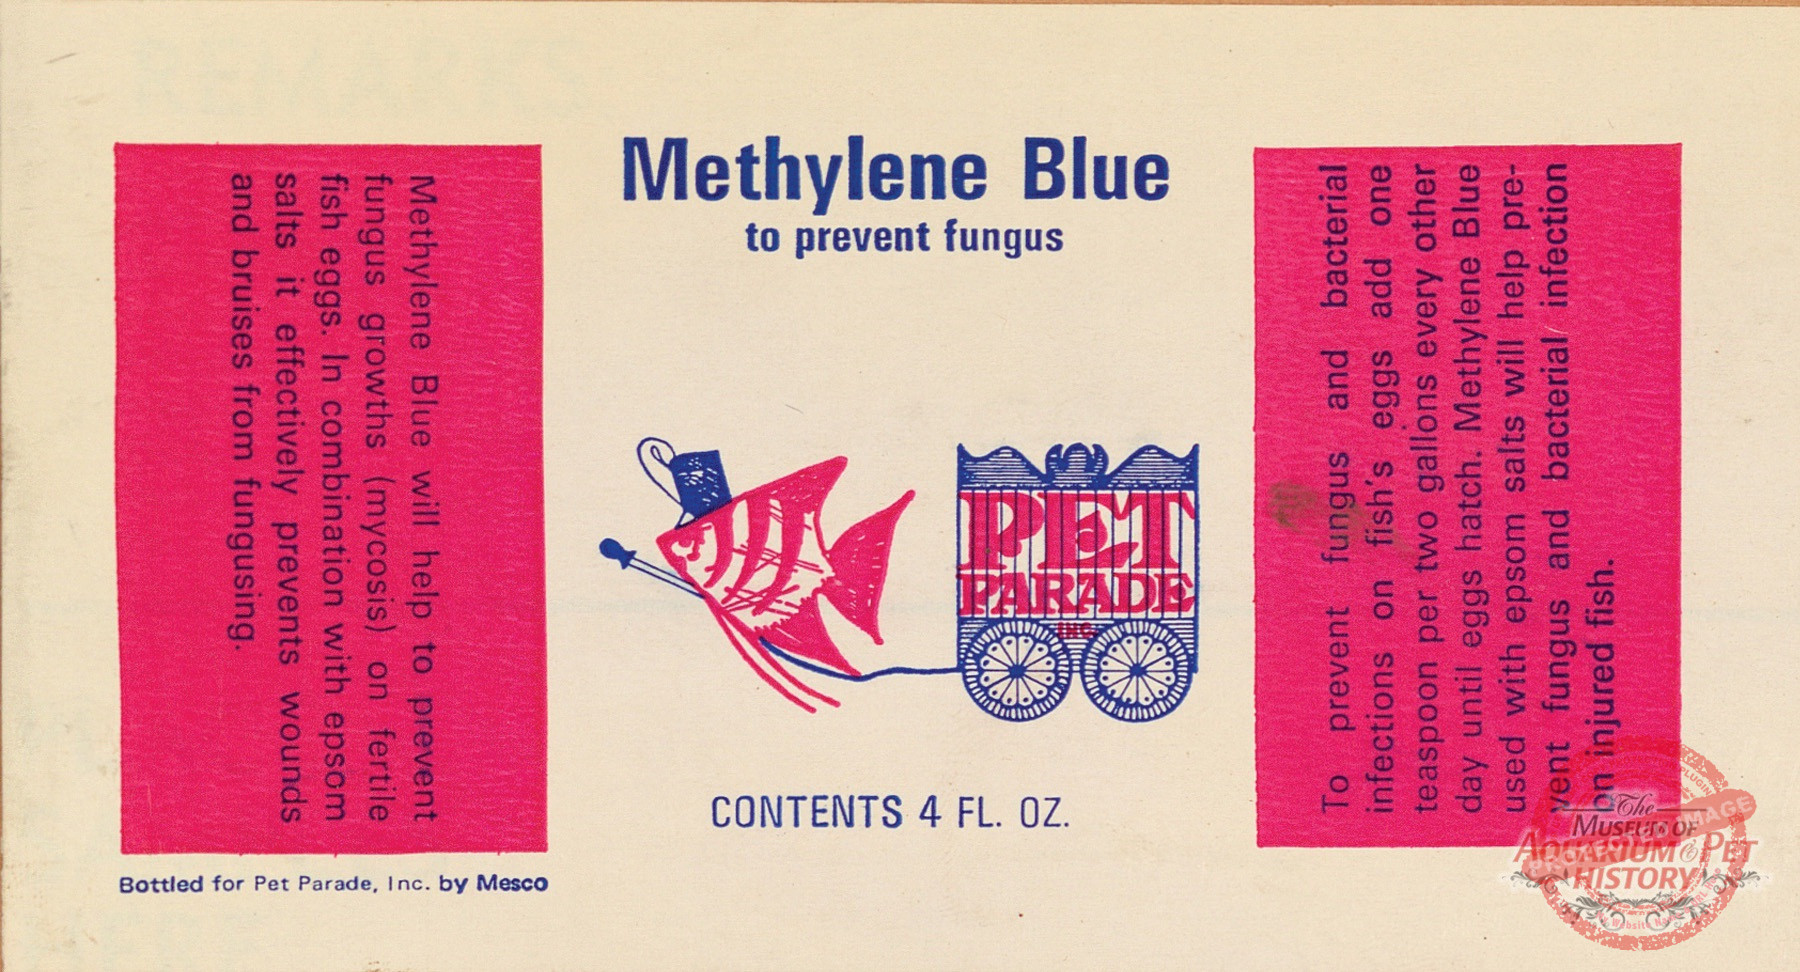 Methylene Blue will help to prevent
fungus growths (mycosis) on fertile
fish eggs. In combination with epsom
salts it effectively prevents wounds
and bruises from fungusing.
Bottled for Pet Parade, Inc. by Mesco
Methylene Blue
to prevent fungus
PET
PARADE
INC.
CONTENTS 4 FL. OZ.
To prevent fungus and bacterial
infections on fish's eggs add one
teaspoon per two gallons every other
day until eggs hatch. Methylene Blue
used with epsom salts will help pre-
vent fungus and bacterial infection
on injured fish.
The
MUSEUM OF
AQUARIUM & PET
HISTORY